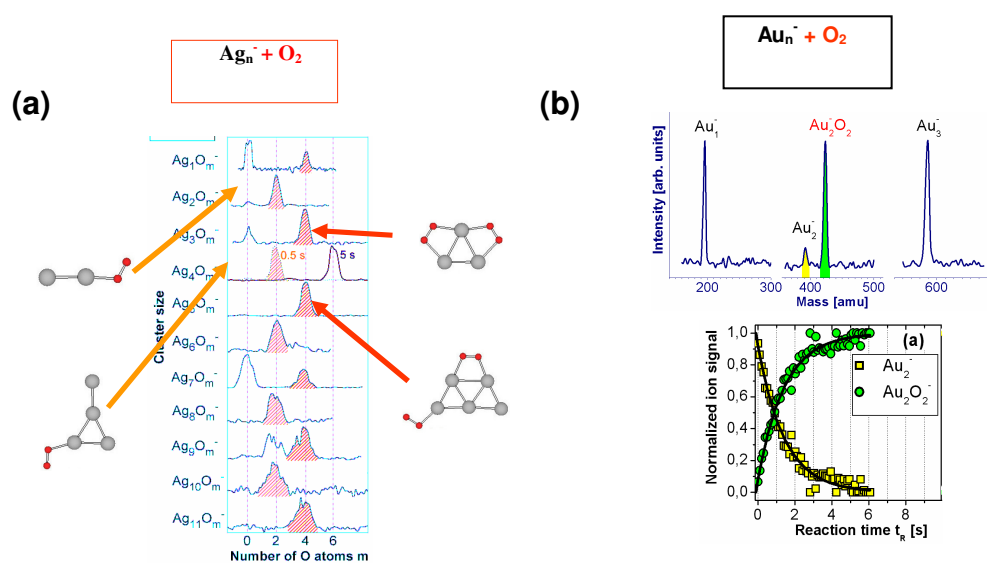 Agn- + O2
(a)
Ag1Om-
Ag2Om-
Ag3Om-
Ag4Om
0.5 s
5 s
Ag6Om-
Ag7Om-
Ag8Om-
Ag9Om-
Ag10Om-
Ag11Om-
Cluster size
0 2 4 6
Number of O atoms m
Aun- + O2
(b)
Au1-
Au2-O2
Au3-
Au2-
Intensity [arb. units]
200 400 500 600
Mass [amu]
(a)
Au2-
Au2O2-
Normalized ion signal
1,0
0,8
0,6
0,4
0,2
0,0
0 2 4 6 8
Reaction time tR [s]